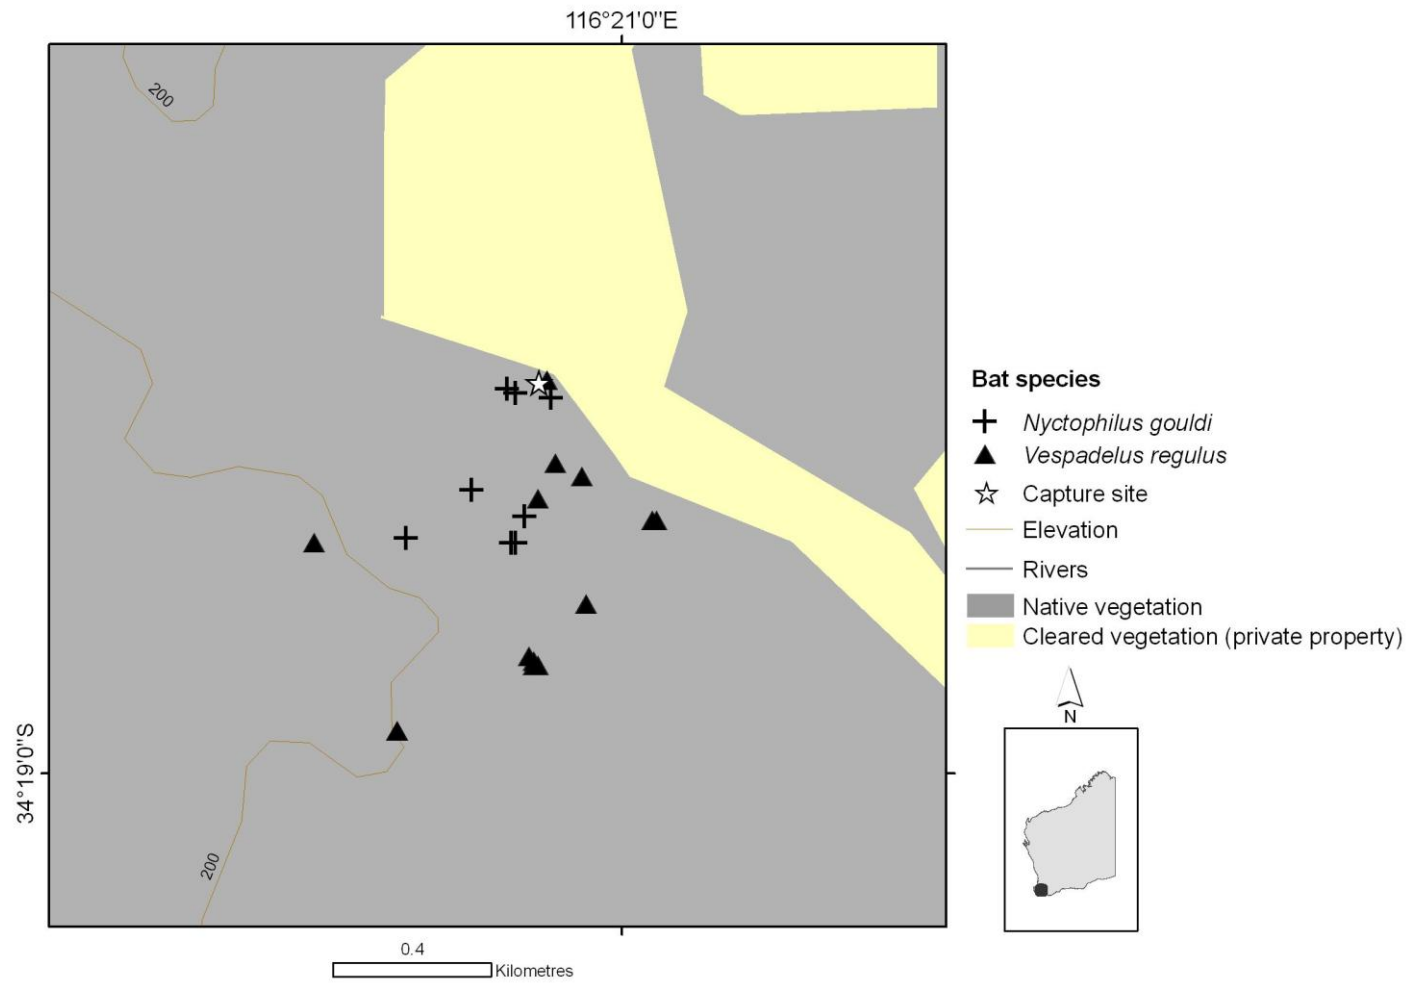 116°21'0"E
200
Bat species
Nyctophilus gouldi
Vespadelus regulus
Capture site
Elevation
Rivers
Native vegetation
Cleared vegetation (private property)
N
34°19'0"S
200
0.4
Kilometres